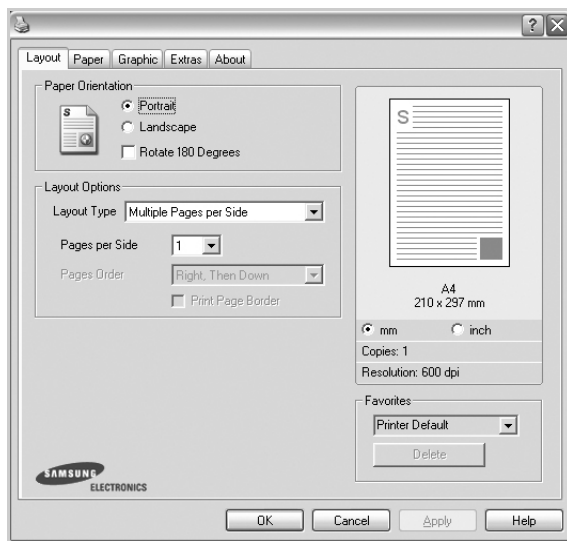 Layout Paper Graphic Extras About
Paper Orientation
S
Portrait
Landscape
Rotate 180 Degrees
Layout Options
Layout Type Multiple Pages per Side
Pages per Side 1
Pages Order Right, Then Down
Print Page Border
S
A4
210 x 297 mm
mm inch
Copies: 1
Resolution: 600 dpi
Favorites
Printer Default
Delete
SAMSUNG
ELECTRONICS
OK Cancel Apply Help